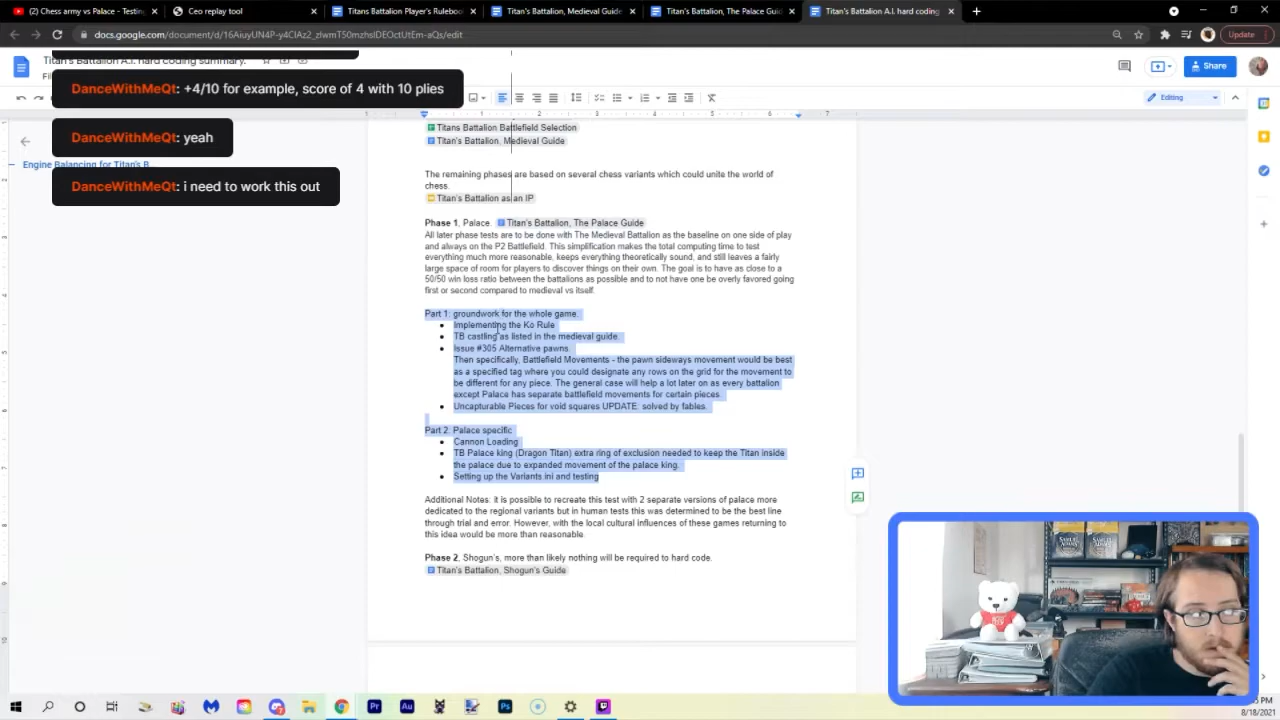 (2) Chess army vs Palace - Testing
Ceo replay tool
Titans Battalion Player's Rulebook
Titan's Battalion, Medieval Guide
Titan's Battalion, The Palace Guide
Titan's Battalion A.I. hard coding
docs.google.com/document/d/16AiuyUN4P-y4ClAz2_zlwmT50mzhslDEOctUtEm-aQs/edit
Update
Titan's Battalion A.I. hard coding summary.
Share
DanceWithMeQt: +4/10 for example, score of 4 with 10 plies
Editing
DanceWithMeQt: yeah
Engine Balancing for Titan's B...
DanceWithMeQt: i need to work this out
Titans Battalion Battlefield Selection
Titan's Battalion, Medieval Guide
The remaining phases are based on several chess variants which could unite the world of
chess.
Titan's Battalion as an IP
Phase 1, Palace. Titan's Battalion, The Palace Guide
All later phase tests are to be done with The Medieval Battalion as the baseline on one side of play
and always on the P2 Battlefield. This simplification makes the total computing time to test
everything much more reasonable, keeps everything theoretically sound, and still leaves a fairly
large space of room for players to discover things on their own. The goal is to have as close to a
50/50 win loss ratio between the battalions as possible and to not have one be overly favored going
first or second compared to medieval vs itself.
Part 1: groundwork for the whole game.
Implementing the Ko Rule
TB castling as listed in the medieval guide.
Issue #305 Alternative pawns.
Then specifically, Battlefield Movements - the pawn sideways movement would be best
as a specified tag where you could designate any rows on the grid for the movement to
be different for any piece. The general case will help a lot later on as every battalion
except Palace has separate battlefield movements for certain pieces.
Uncapturable Pieces for void squares UPDATE: solved by fables.
Part 2: Palace specific
Cannon Loading
TB Palace king (Dragon Titan) extra ring of exclusion needed to keep the Titan inside
the palace due to expanded movement of the palace king.
Setting up the Variants.ini and testing
Additional Notes: it is possible to recreate this test with 2 separate versions of palace more
dedicated to the regional variants but in human tests this was determined to be the best line
through trial and error. However, with the local cultural influences of these games returning to
this idea would be more than reasonable.
Phase 2, Shogun's, more than likely nothing will be required to hard code.
Titan's Battalion, Shogun's Guide
8/18/2021